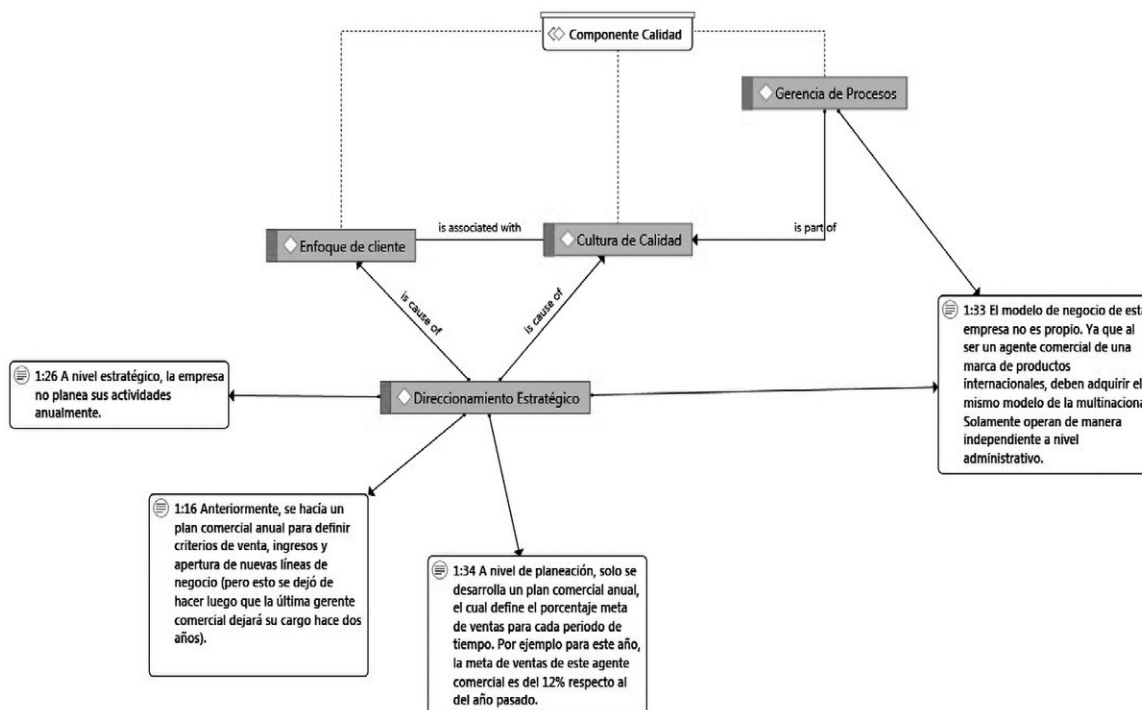 Componente Calidad
Gerencia de Procesos
is associated with
is part of
Enfoque de cliente
Cultura de Calidad
is cause of
is cause of
Direccionamiento Estratégico
1:33 El modelo de negocio de esta
empresa no es propio. Ya que al
ser un agente comercial de una
marca de productos
internacionales, deben adquirir el
mismo modelo de la multinaciona
Solamente operan de manera
independiente a nivel
administrativo.
1:26 A nivel estratégico, la empresa
no planea sus actividades
anualmente.
1:16 Anteriormente, se hacía un
plan comercial anual para definir
criterios de venta, ingresos y
apertura de nuevas líneas de
negocio (pero esto se dejó de
hacer luego que la última gerente
comercial dejará su cargo hace dos
años).
1:34 A nivel de planeación, solo se
desarrolla un plan comercial anual,
el cual define el porcentaje meta
de ventas para cada periodo de
tiempo. Por ejemplo para este año,
la meta de ventas de este agente
comercial es del 12% respecto al
del año pasado.